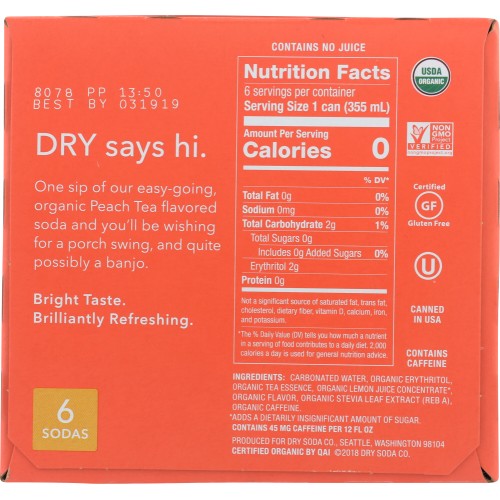 8078 PP 13:50
BEST BY 031919
DRY says hi.
One sip of our easy-going,
organic Peach Tea flavored
soda and you'll be wishing
for a porch swing, and quite
possibly a banjo.
Bright Taste.
Brilliantly Refreshing.
6
SODAS
CONTAINS NO JUICE
Nutrition Facts
6 servings per container
Serving Size 1 can (355 mL)
Amount Per Serving
Calories 0
% DV*
Total Fat 0g 0%
Sodium 0mg 0%
Total Carbohydrate 2g 1%
Total Sugars 0g
Includes 0g Added Sugars 0%
Erythritol 2g
Protein 0g
Not a significant source of saturated fat, trans fat,
cholesterol, dietary fiber, vitamin D, calcium, iron,
and potassium.
*The % Daily Value (DV) tells you how much a nutrient
in a serving of food contributes to a daily diet. 2,000
calories a day is used for general nutrition advice.
INGREDIENTS: CARBONATED WATER, ORGANIC ERYTHRITOL,
ORGANIC TEA ESSENCE, ORGANIC LEMON JUICE CONCENTRATE*,
ORGANIC FLAVOR, ORGANIC STEVIA LEAF EXTRACT (REB A),
ORGANIC CAFFEINE.
*ADDS A DIETARILY INSIGNIFICANT AMOUNT OF SUGAR.
CONTAINS 45 MG CAFFEINE PER 12 FL OZ
PRODUCED FOR DRY SODA CO., SEATTLE, WASHINGTON 98104
CERTIFIED ORGANIC BY QAI ©2018 DRY SODA CO.
USDA
ORGANIC
NON
GMO
Project
VERIFIED
nongmoproject.org
Certified
GF
Gluten Free
U
CANNED
IN USA
CONTAINS
CAFFEINE